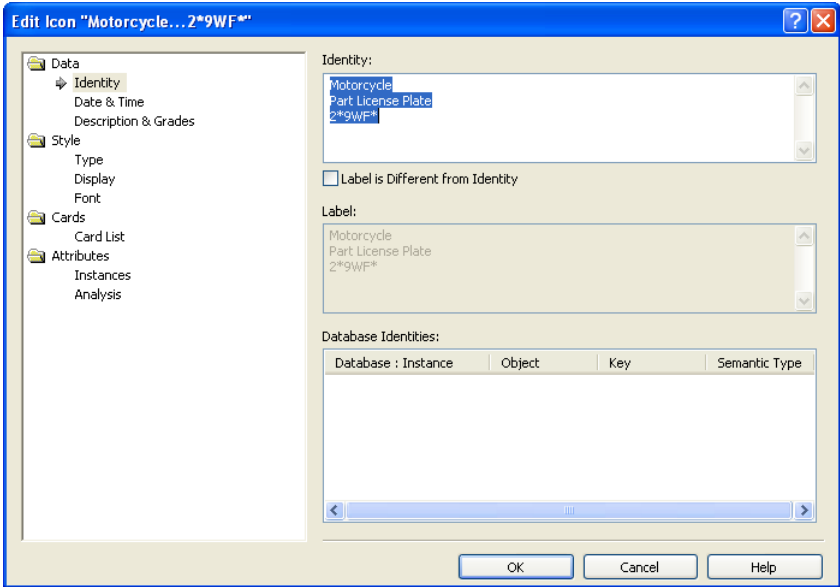 Edit Icon "Motorcycle...2*9WF*"
Data
Identity
Date & Time
Description & Grades
Style
Type
Display
Font
Cards
Card List
Attributes
Instances
Analysis
Identity:
Motorcycle
Part License Plate
2*9WF*
Label is Different from Identity
Label:
Motorcycle
Part License Plate
2*9WF*
Database Identities:
Database : Instance Object Key Semantic Type
OK Cancel Help